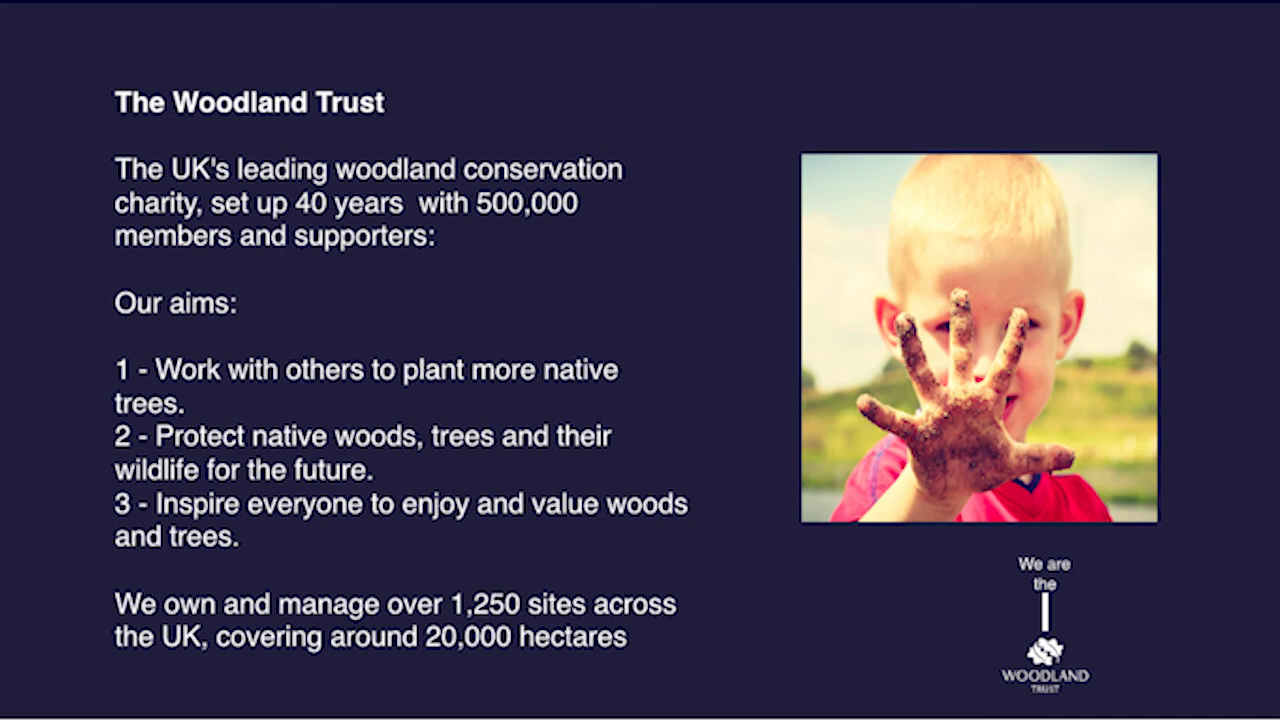 The Woodland Trust
The UK's leading woodland conservation
charity, set up 40 years  with 500,000
members and supporters:
Our aims:
1 - Work with others to plant more native
trees.
2 - Protect native woods, trees and their
wildlife for the future.
3 - Inspire everyone to enjoy and value woods
and trees.
We own and manage over 1,250 sites across
the UK, covering around 20,000 hectares
We are
the
WOODLAND
TRUST